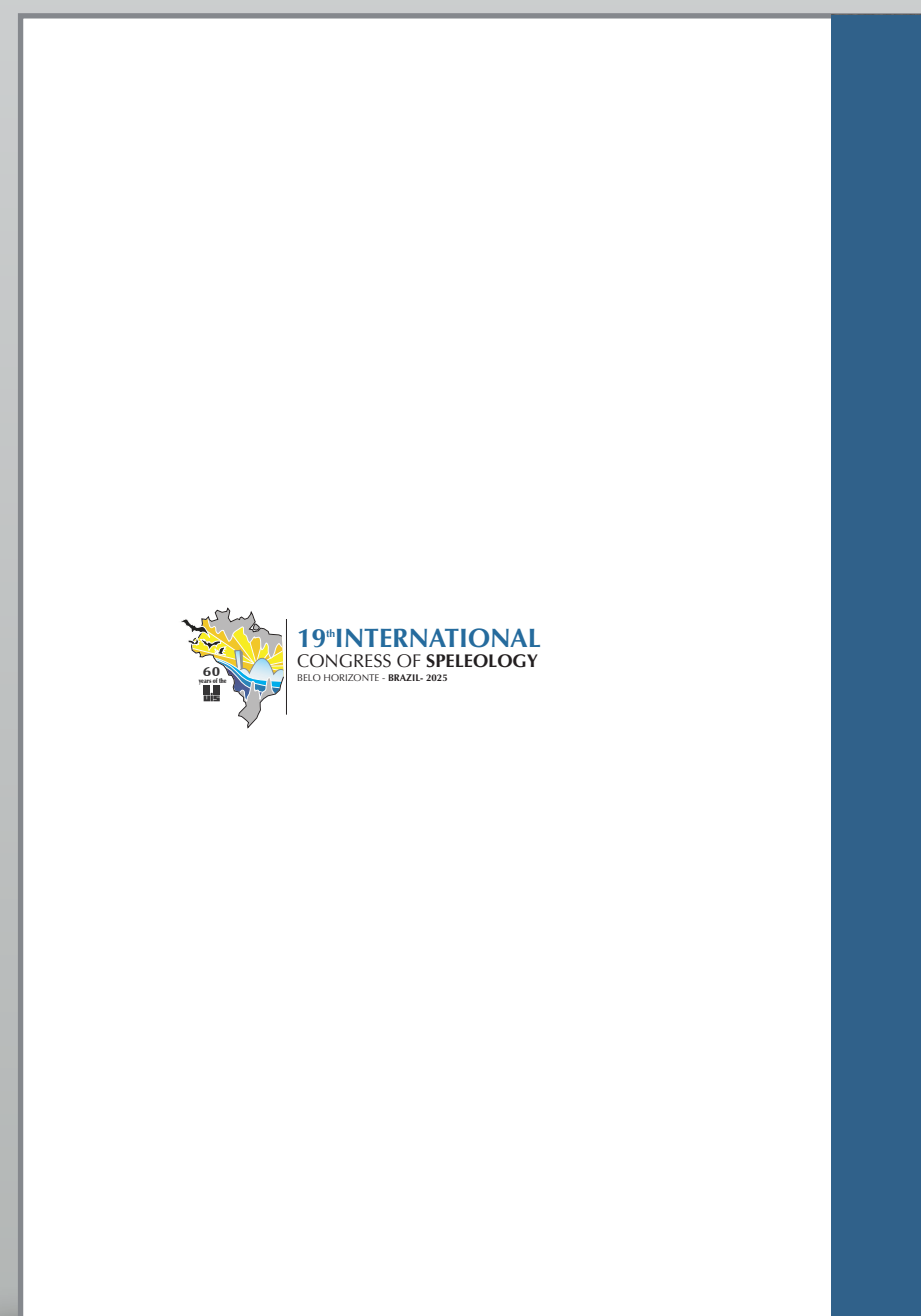 19thINTERNATIONAL
CONGRESS OF SPELEOLOGY
BELO HORIZONTE - BRAZIL- 2025
60
years of the
UIS